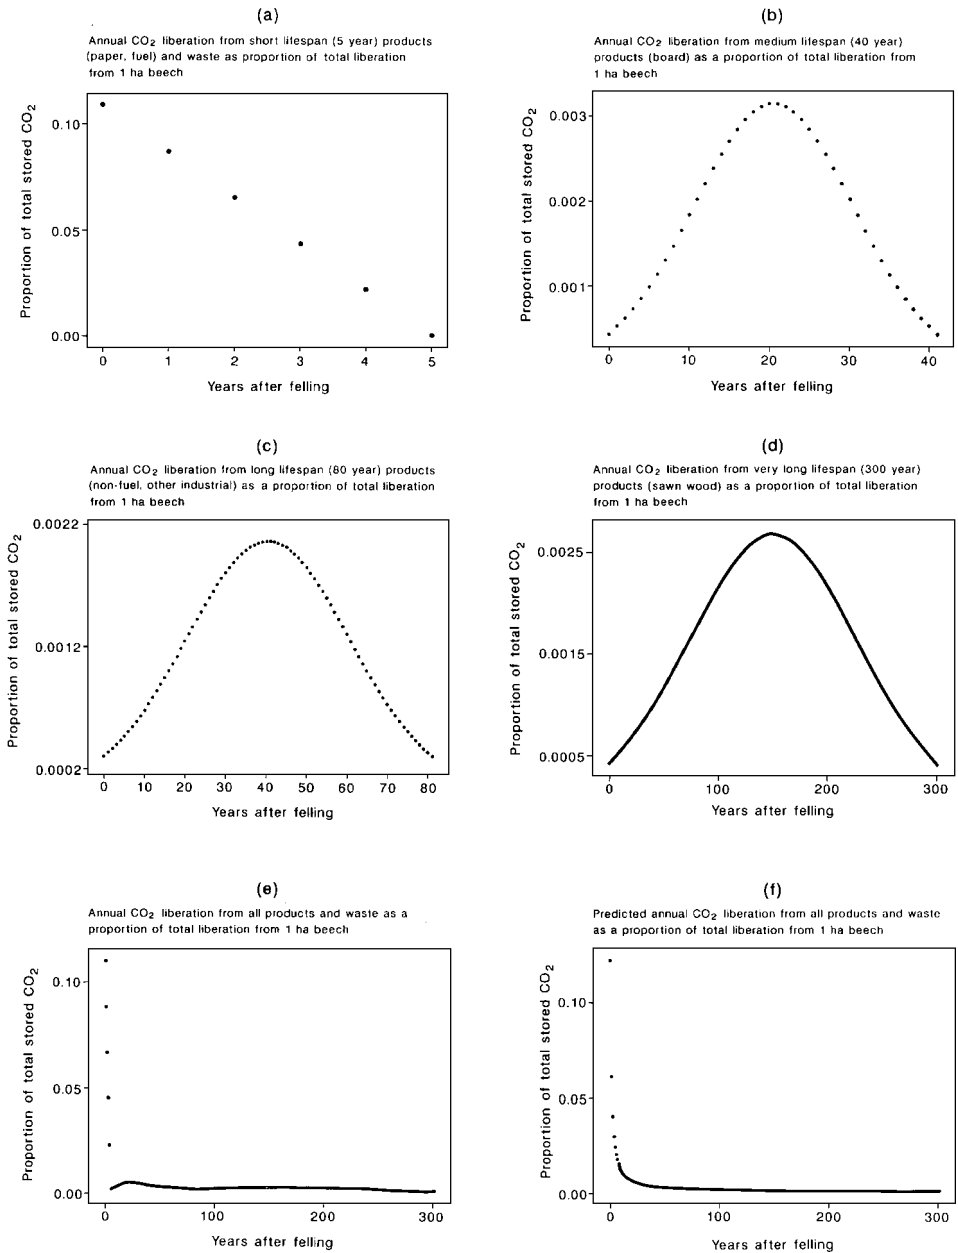 (a)
Annual CO2 liberation from short lifespan (5 year) products
(paper, fuel) and waste as proportion of total liberation
from 1 ha beech
Proportion of total stored CO2
0.10
0.05
0.00
0 1 2 3 4 5
Years after felling
(b)
Annual CO2 liberation from medium lifespan (40 year)
products (board) as a proportion of total liberation from
1 ha beech
Proportion of total stored CO2
0.003
0.002
0.001
0 10 20 30 40
Years after felling
(c)
Annual CO2 liberation from long lifespan (80 year) products
(non-fuel, other industrial) as a proportion of total liberation
from 1 ha beech
Proportion of total stored CO2
0.0022
0.0012
0.0002
0 10 20 30 40 50 60 70 80
Years after felling
(d)
Annual CO2 liberation from very long lifespan (300 year)
products (sawn wood) as a proportion of total liberation
from 1 ha beech
Proportion of total stored CO2
0.0025
0.0015
0.0005
0 100 200 300
Years after felling
(e)
Annual CO2 liberation from all products and waste as a
proportion of total liberation from 1 ha beech
Proportion of total stored CO2
0.10
0.05
0.00
0 100 200 300
Years after felling
(f)
Predicted annual CO2 liberation from all products and waste
as a proportion of total liberation from 1 ha beech
Proportion of total stored CO2
0.10
0.05
0.00
0 100 200 300
Years after felling